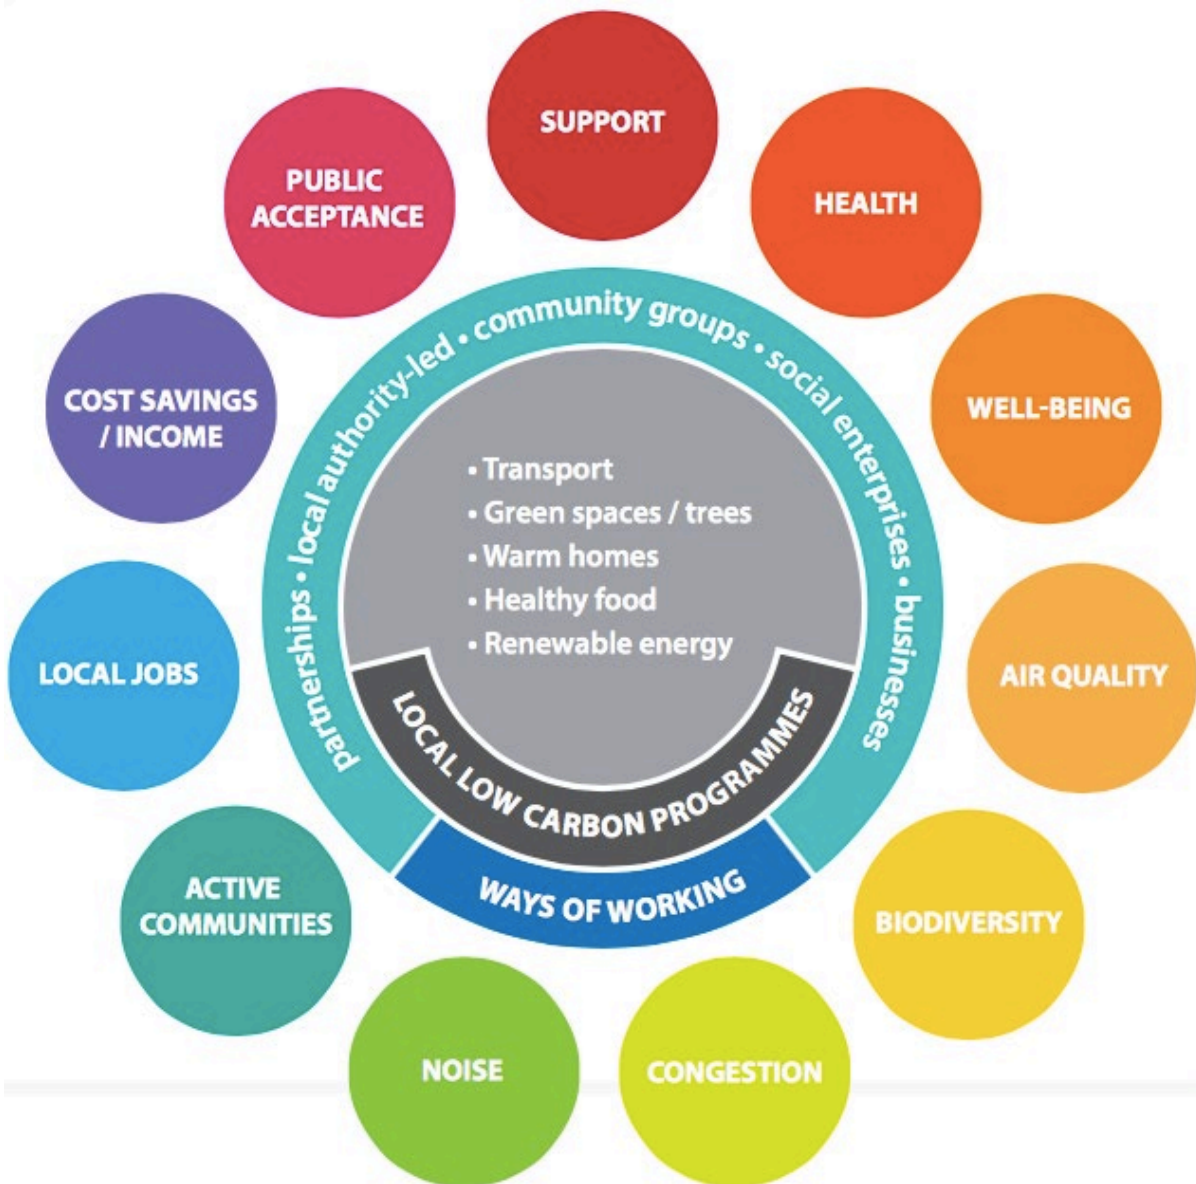 SUPPORT
HEALTH
WELL-BEING
AIR QUALITY
BIODIVERSITY
CONGESTION
NOISE
ACTIVE
COMMUNITIES
LOCAL JOBS
COST SAVINGS
/ INCOME
PUBLIC
ACCEPTANCE
partnerships • local authority-led • community groups • social enterprises • businesses
• Transport
• Green spaces / trees
• Warm homes
• Healthy food
• Renewable energy
LOCAL LOW CARBON PROGRAMMES
WAYS OF WORKING